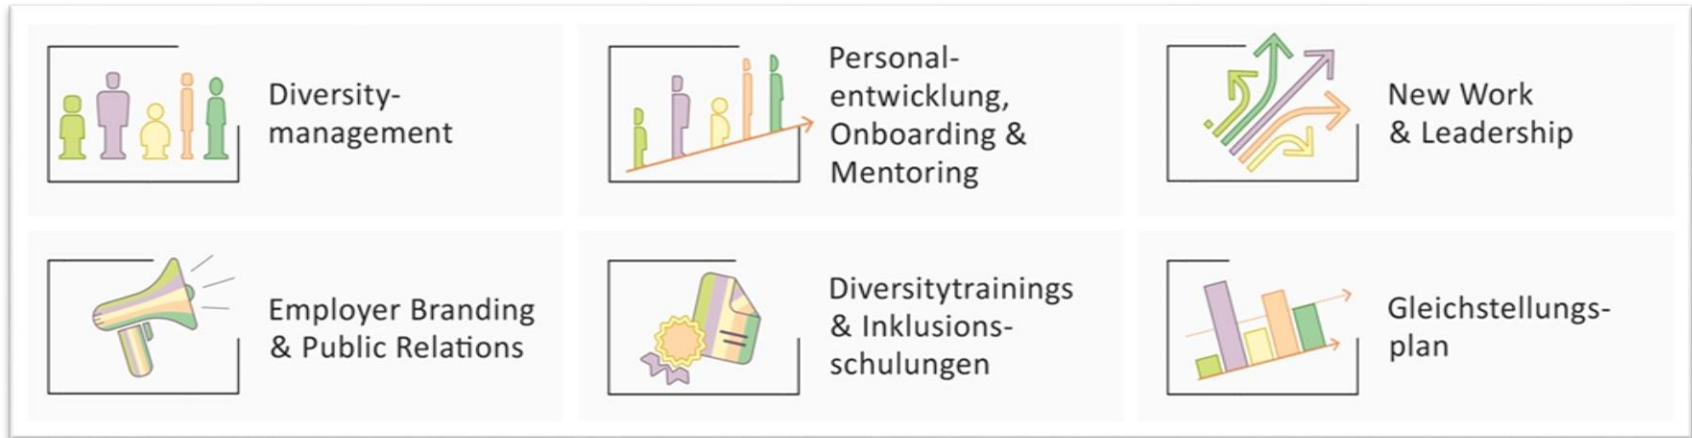 Diversity-
management
Personal-
entwicklung,
Onboarding &
Mentoring
New Work
& Leadership
Employer Branding
& Public Relations
Diversitytrainings
& Inklusions-
schulungen
Gleichstellungs-
plan